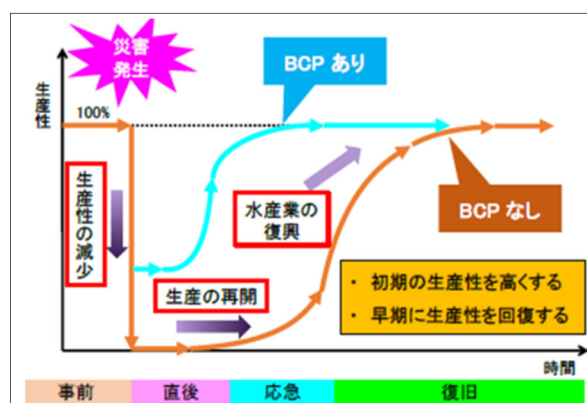 災害
発生
BCP あり
生産性
100%
生産性の減少
水産業の
復興
BCP なし
生産の再開
・ 初期の生産性を高くする
・ 早期に生産性を回復する
時間
事前
直後
応急
復旧